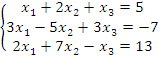 x₁ + 2x₂ + x₃ = 5
3x₁ − 5x₂ + 3x₃ = −7
2x₁ + 7x₂ − x₃ = 13